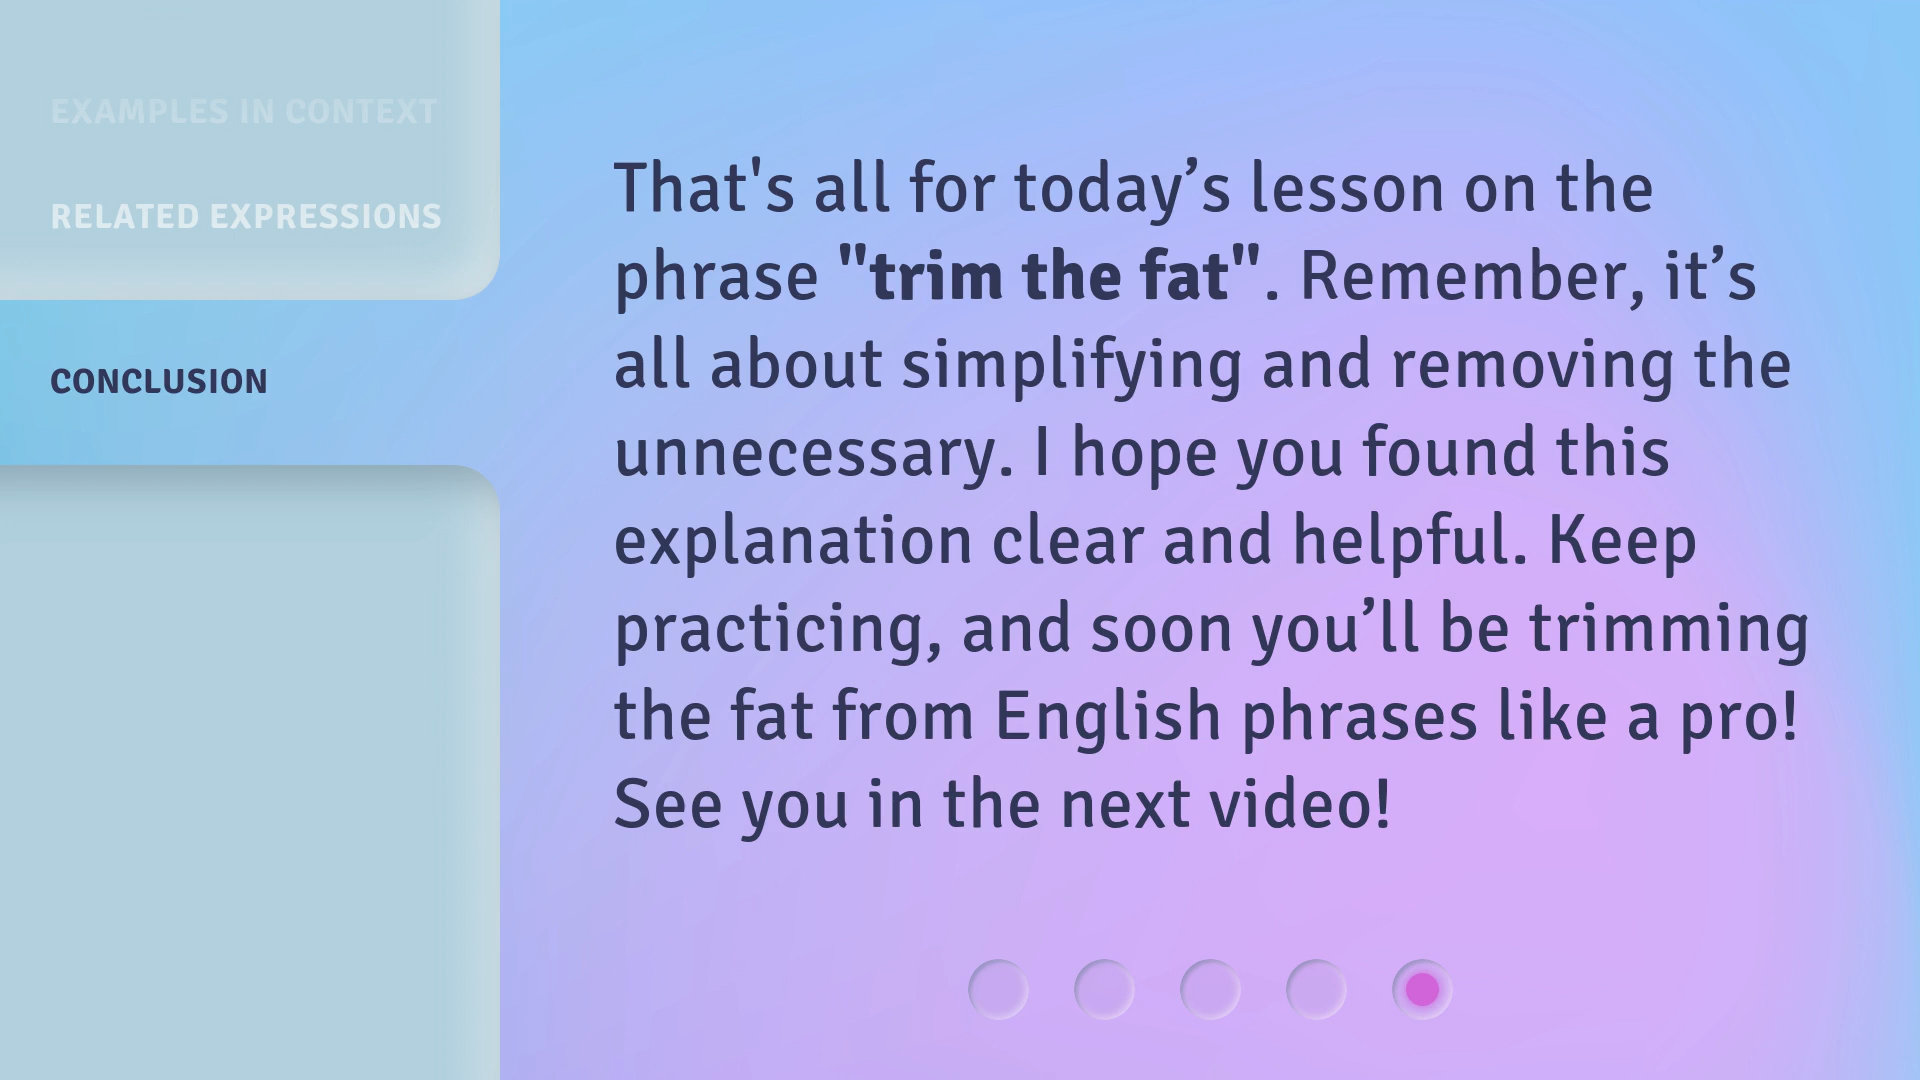 EXAMPLES IN CONTEXT
RELATED EXPRESSIONS
CONCLUSION
That's all for today’s lesson on the
phrase "trim the fat". Remember, it’s
all about simplifying and removing the
unnecessary. I hope you found this
explanation clear and helpful. Keep
practicing, and soon you’ll be trimming
the fat from English phrases like a pro!
See you in the next video!